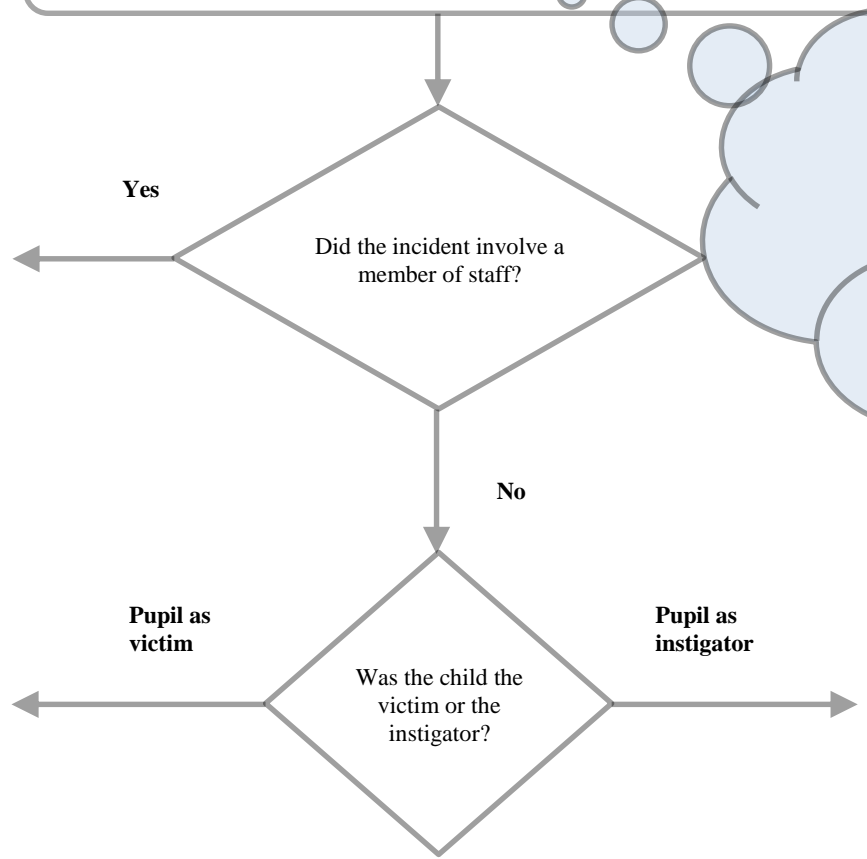 Yes
Did the incident involve a
member of staff?
No
Pupil as
victim
Pupil as
instigator
Was the child the
victim or the
instigator?